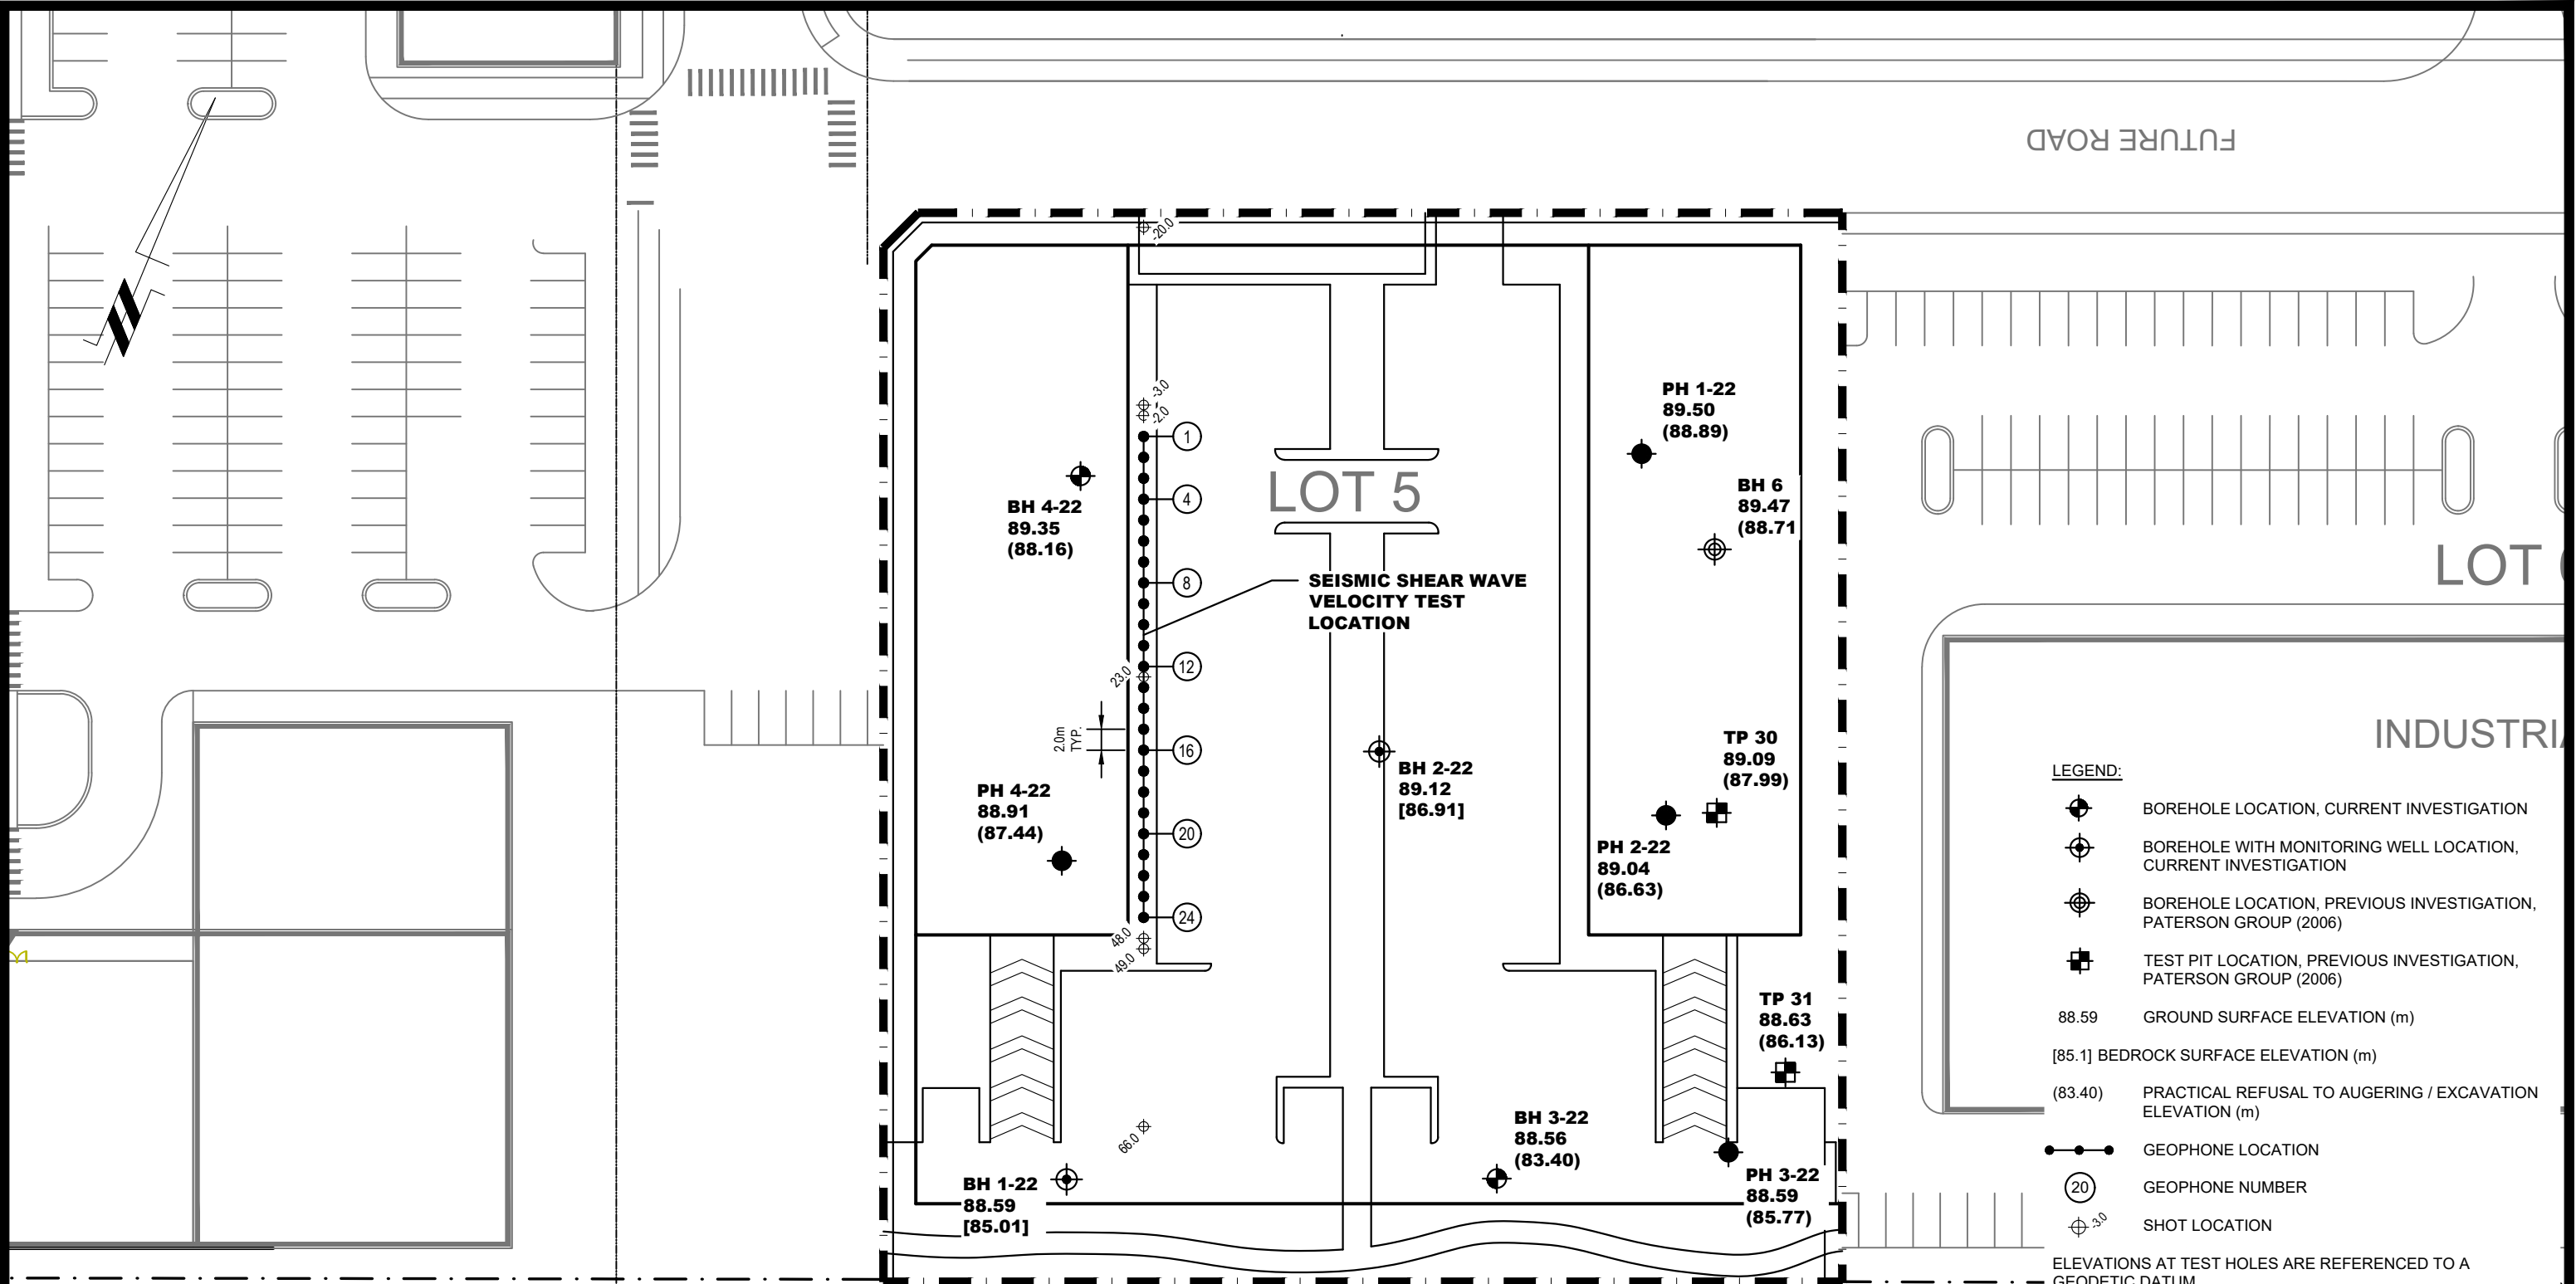 FUTURE ROAD
-20.0
-3.0
-2.0
1
PH 1-22
89.50
(88.89)
4
LOT 5
BH 4-22
89.35
(88.16)
BH 6
89.47
(88.71
8
SEISMIC SHEAR WAVE
VELOCITY TEST
LOCATION
LOT
12
23.0
2.0m
TYP.
16
INDUSTRIA
TP 30
89.09
(87.99)
BH 2-22
89.12
[86.91]
PH 4-22
88.91
(87.44)
20
PH 2-22
89.04
(86.63)
24
48.0
49.0
TP 31
88.63
(86.13)
66.0
BH 3-22
88.56
(83.40)
BH 1-22
88.59
[85.01]
PH 3-22
88.59
(85.77)
LEGEND:
BOREHOLE LOCATION, CURRENT INVESTIGATION
BOREHOLE WITH MONITORING WELL LOCATION,
CURRENT INVESTIGATION
BOREHOLE LOCATION, PREVIOUS INVESTIGATION,
PATERSON GROUP (2006)
TEST PIT LOCATION, PREVIOUS INVESTIGATION,
PATERSON GROUP (2006)
88.59 GROUND SURFACE ELEVATION (m)
[85.1] BEDROCK SURFACE ELEVATION (m)
(83.40) PRACTICAL REFUSAL TO AUGERING / EXCAVATION
ELEVATION (m)
GEOPHONE LOCATION
20 GEOPHONE NUMBER
-3.0 SHOT LOCATION
ELEVATIONS AT TEST HOLES ARE REFERENCED TO A
GEODETIC DATUM